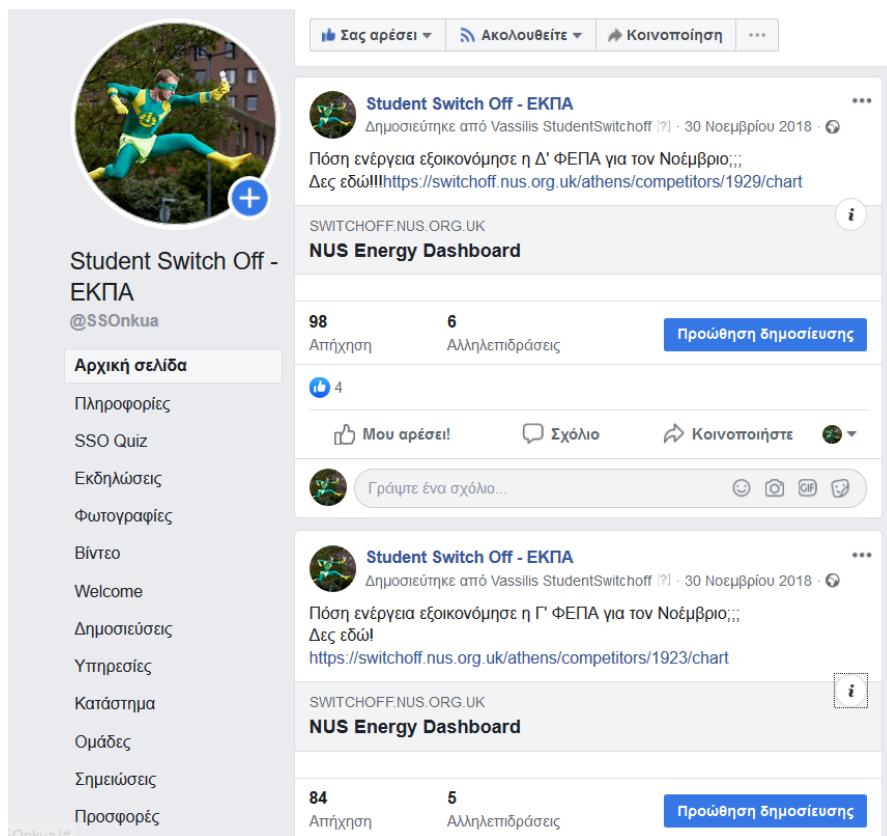 Σας αρέσει
Ακολουθείτε
Κοινοποίηση
Student Switch Off -
ΕΚΠΑ
@SSOnkua
Αρχική σελίδα
Πληροφορίες
SSO Quiz
Εκδηλώσεις
Φωτογραφίες
Βίντεο
Welcome
Δημοσιεύσεις
Υπηρεσίες
Κατάστημα
Ομάδες
Σημειώσεις
Προσφορές
SOnkua/#
Student Switch Off - ΕΚΠΑ
Δημοσιεύτηκε από Vassilis StudentSwitchoff [?] · 30 Νοεμβρίου 2018 ·
Πόση ενέργεια εξοικονόμησε η Δ' ΦΕΠΑ για τον Νοέμβριο;;;
Δες εδώ!!!https://switchoff.nus.org.uk/athens/competitors/1929/chart
SWITCHOFF.NUS.ORG.UK
NUS Energy Dashboard
98 6
Απήχηση Αλληλεπιδράσεις
Προώθηση δημοσίευσης
4
Μου αρέσει! Σχόλιο Κοινοποιήστε
Γράψτε ένα σχόλιο... GIF
Student Switch Off - ΕΚΠΑ
Δημοσιεύτηκε από Vassilis StudentSwitchoff [?] · 30 Νοεμβρίου 2018 ·
Πόση ενέργεια εξοικονόμησε η Γ' ΦΕΠΑ για τον Νοέμβριο;;;
Δες εδώ!
https://switchoff.nus.org.uk/athens/competitors/1923/chart
SWITCHOFF.NUS.ORG.UK
NUS Energy Dashboard
84 5
Απήχηση Αλληλεπιδράσεις
Προώθηση δημοσίευσης